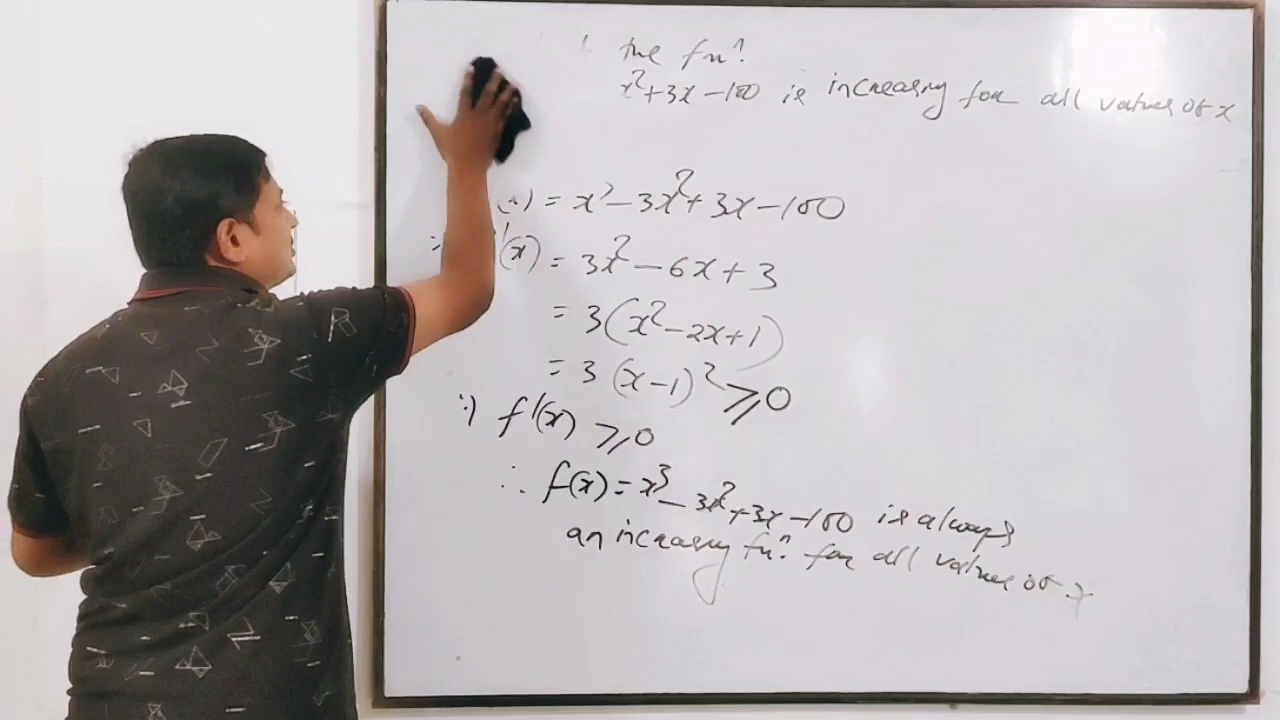 the fnⁿ
x²+3x-100 is increasing for all values of x
(x) = x³-3x²+3x-100
'(x) = 3x²-6x+3
= 3(x²-2x+1)
= 3(x-1)² ≥0
∵ f'(x) ≥0
∴ f(x)=x³-3x²+3x-100 is always
an increasing fnⁿ for all values of x